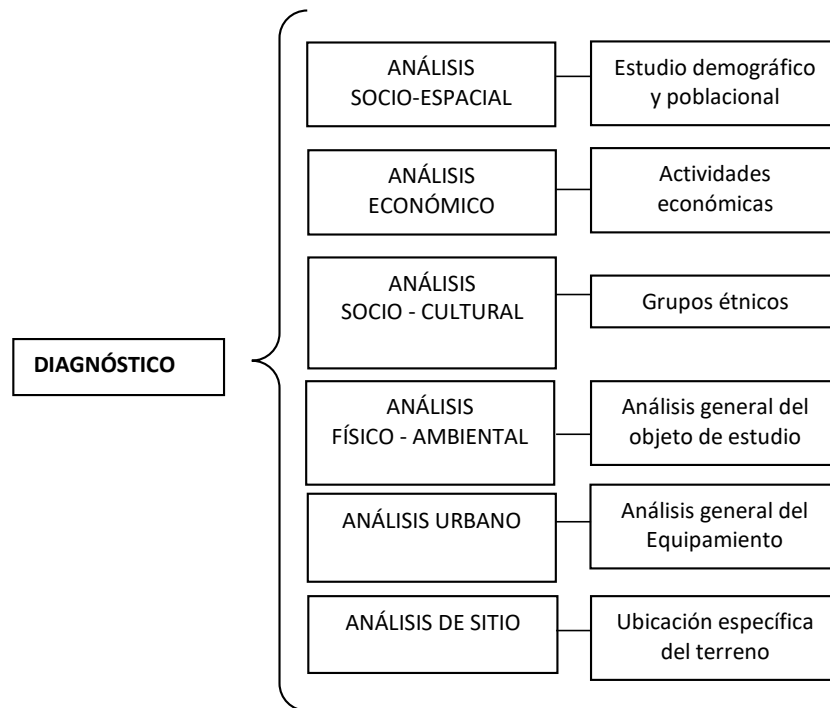 ANÁLISIS
SOCIO-ESPACIAL
Estudio demográfico
y poblacional
ANÁLISIS
ECONÓMICO
Actividades
económicas
ANÁLISIS
SOCIO - CULTURAL
Grupos étnicos
DIAGNÓSTICO
ANÁLISIS
FÍSICO - AMBIENTAL
Análisis general del
objeto de estudio
ANÁLISIS URBANO
Análisis general del
Equipamiento
ANÁLISIS DE SITIO
Ubicación específica
del terreno